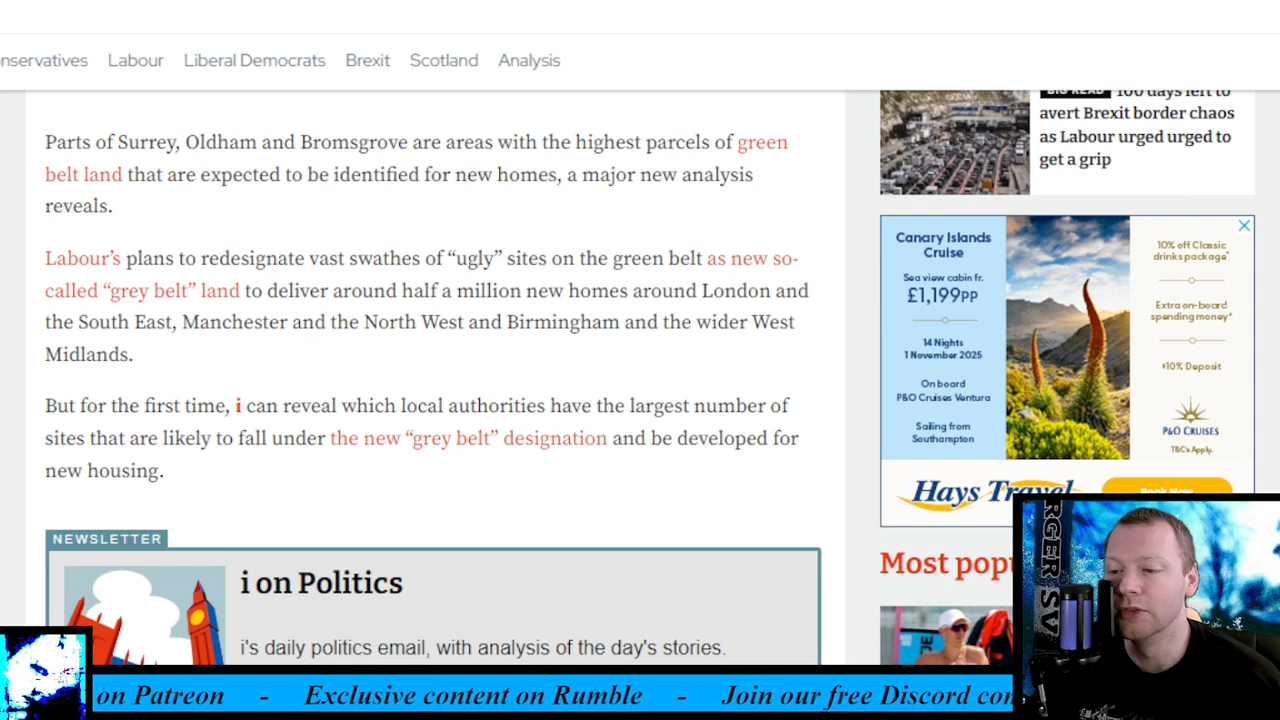 nservatives Labour Liberal Democrats Brexit Scotland Analysis
Parts of Surrey, Oldham and Bromsgrove are areas with the highest parcels of green
belt land that are expected to be identified for new homes, a major new analysis
reveals.
Labour's plans to redesignate vast swathes of “ugly” sites on the green belt as new so-
called “grey belt” land to deliver around half a million new homes around London and
the South East, Manchester and the North West and Birmingham and the wider West
Midlands.
But for the first time, i can reveal which local authorities have the largest number of
sites that are likely to fall under the new “grey belt” designation and be developed for
new housing.
NEWSLETTER
i on Politics
i's daily politics email, with analysis of the day's stories.
BIG READ 100 days left to
avert Brexit border chaos
as Labour urged urged to
get a grip
Canary Islands
Cruise
Sea view cabin fr.
£1,199PP
14 Nights
1 November 2025
On board
P&O Cruises Ventura
Sailing from
Southampton
10% off Classic
drinks package*
Extra on-board
spending money*
‡10% Deposit
P&O CRUISES
T&C's Apply.
Hays Travel
Book Now
Most pop
RGER SV
on Patreon - Exclusive content on Rumble - Join our free Discord con